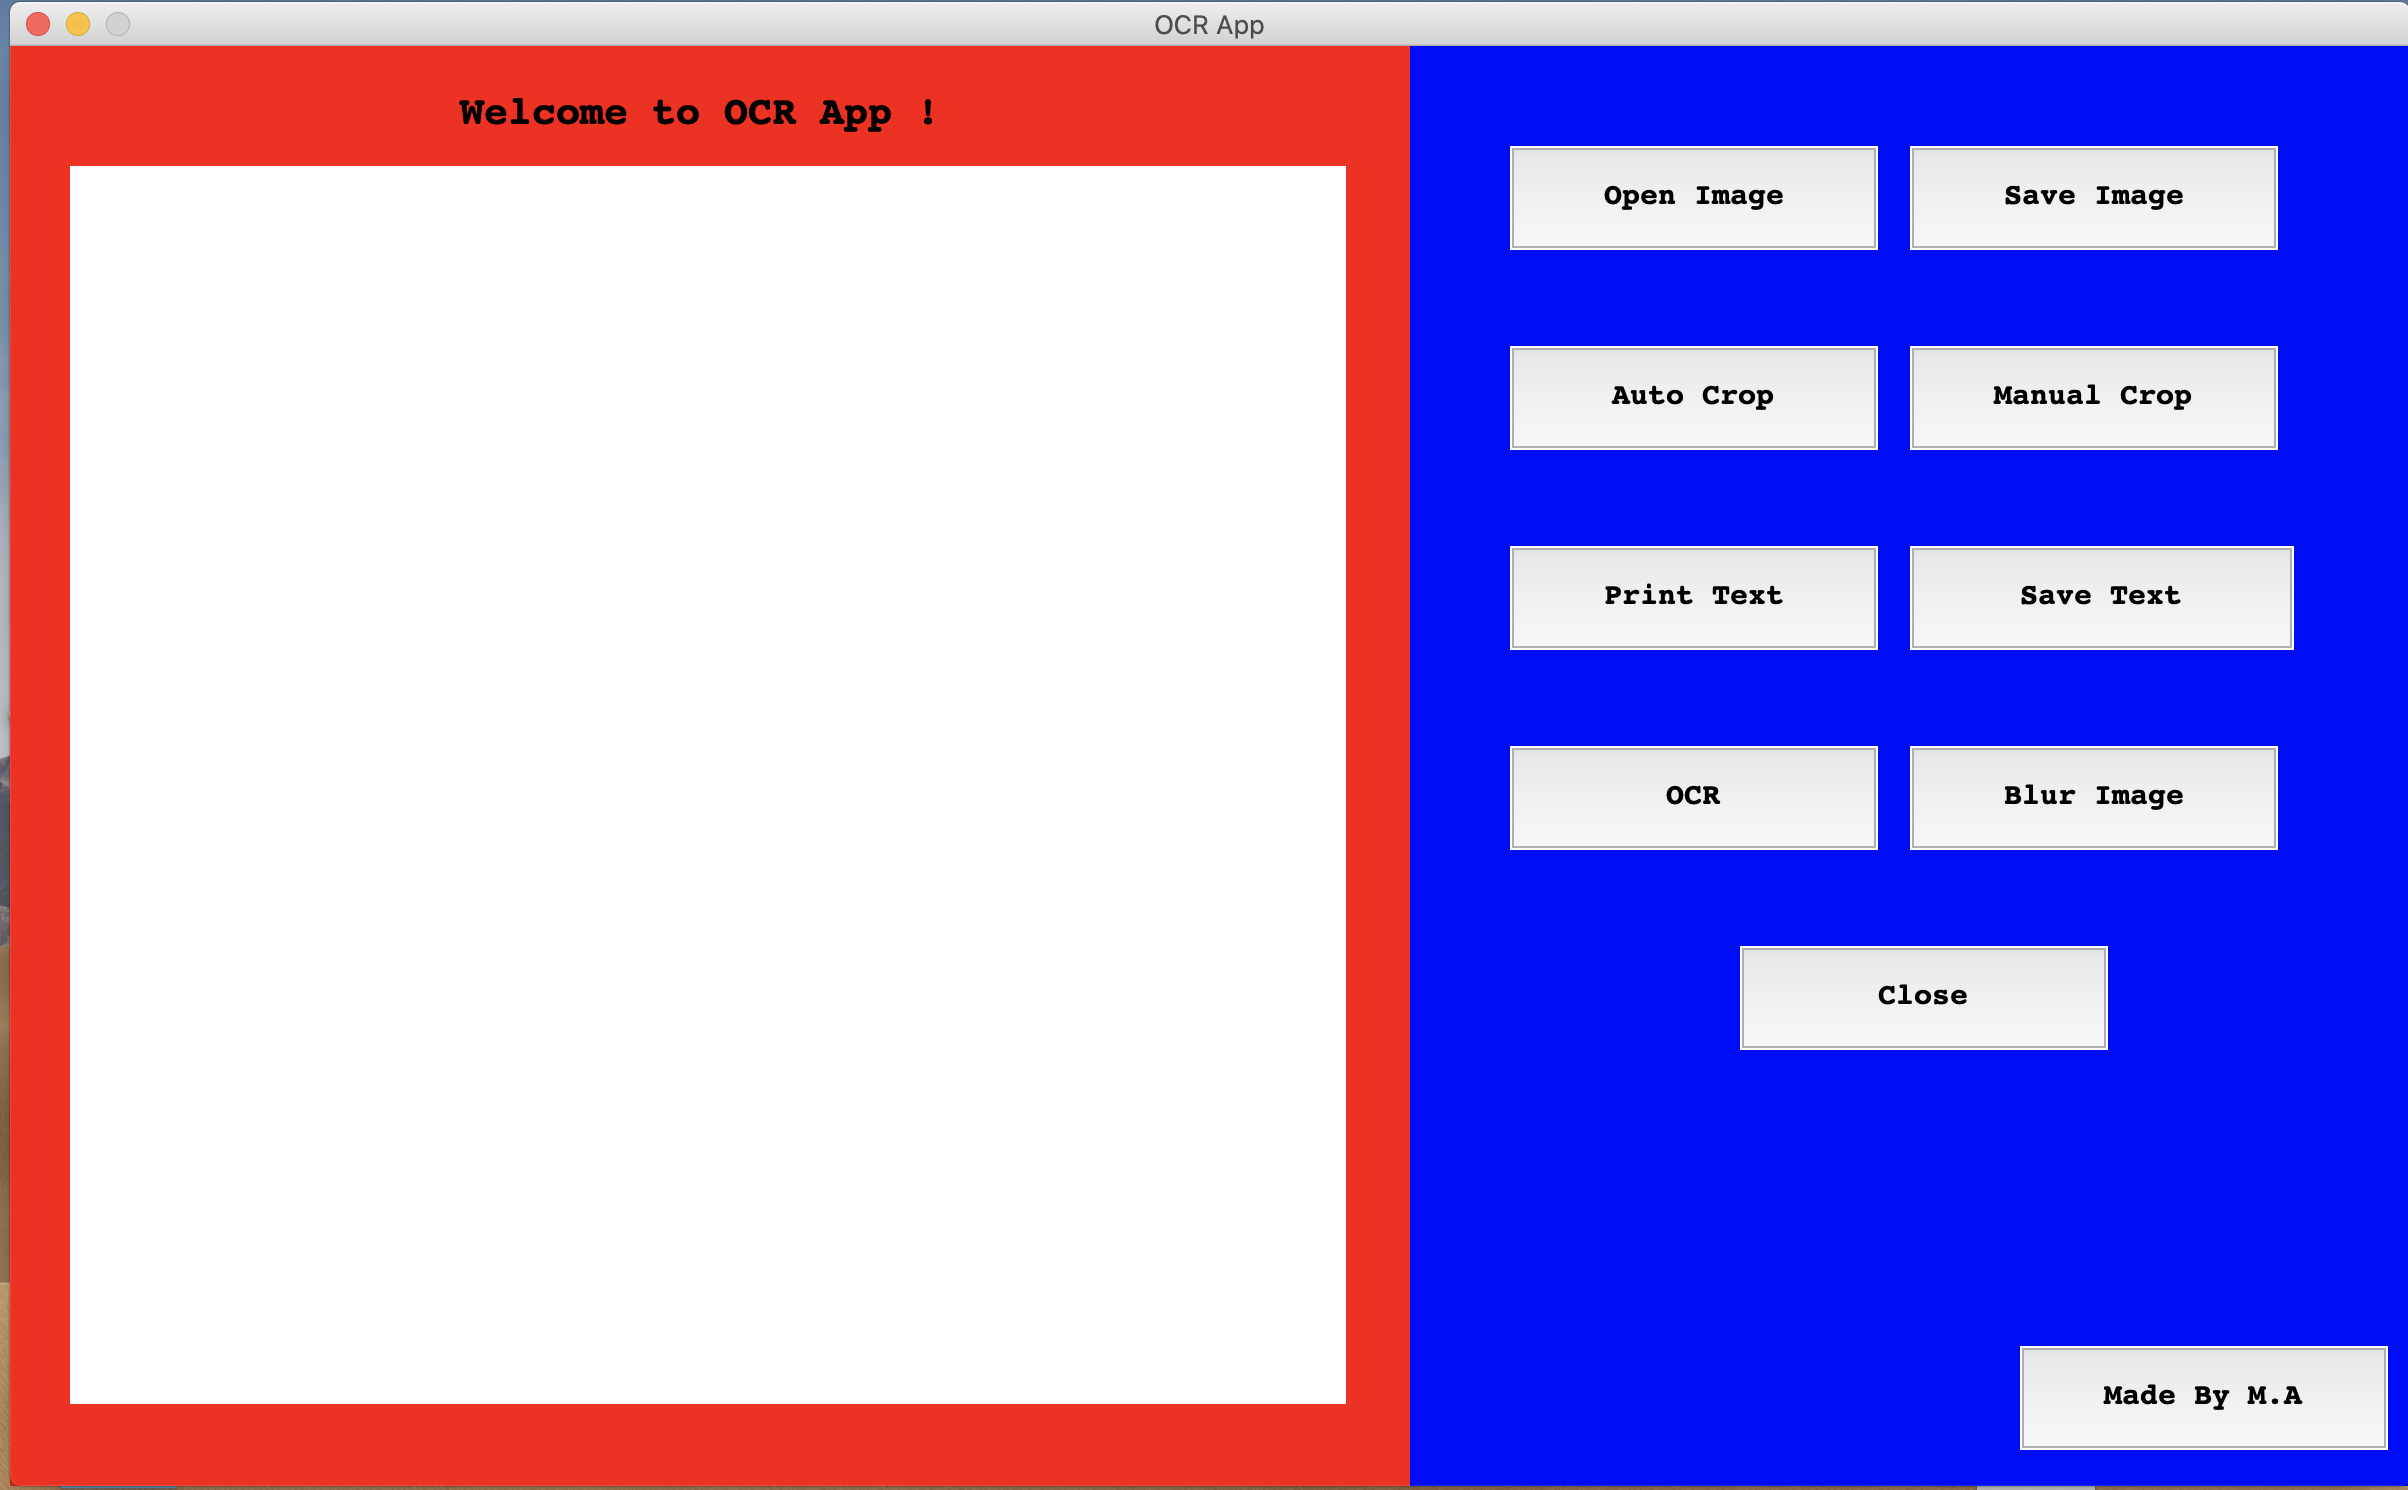 OCR App
Welcome to OCR App !
Open Image
Save Image
Auto Crop
Manual Crop
Print Text
Save Text
OCR
Blur Image
Close
Made By M.A